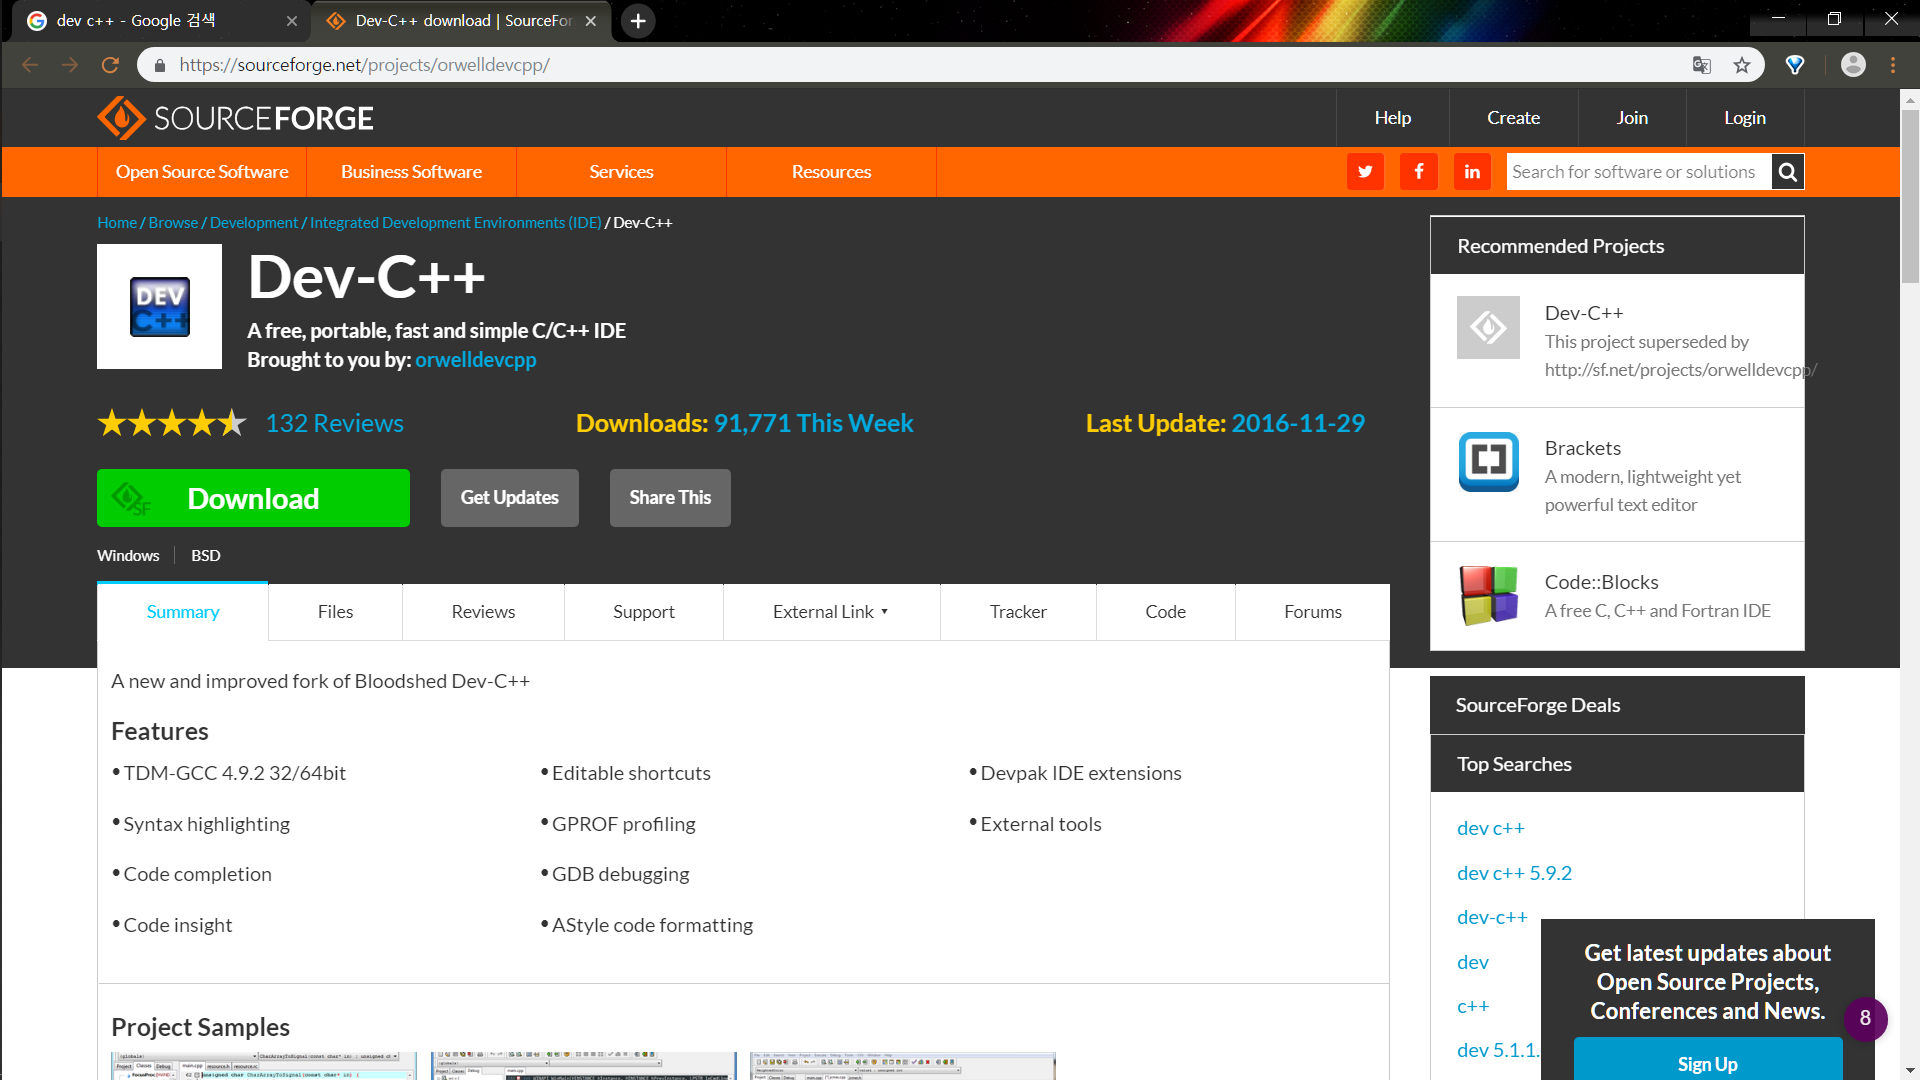 dev c++ - Google 검색
Dev-C++ download | SourceFor
https://sourceforge.net/projects/orwelldevcpp/
SOURCEFORGE
Help
Create
Join
Login
Open Source Software
Business Software
Services
Resources
Search for software or solutions
Home / Browse / Development / Integrated Development Environments (IDE) / Dev-C++
DEV
C++
Dev-C++
A free, portable, fast and simple C/C++ IDE
Brought to you by: orwelldevcpp
132 Reviews
Downloads: 91,771 This Week
Last Update: 2016-11-29
SF
Download
Get Updates
Share This
Windows
BSD
Summary
Files
Reviews
Support
External Link
Tracker
Code
Forums
A new and improved fork of Bloodshed Dev-C++
Features
• TDM-GCC 4.9.2 32/64bit
• Syntax highlighting
• Code completion
• Code insight
• Editable shortcuts
• GPROF profiling
• GDB debugging
• AStyle code formatting
• Devpak IDE extensions
• External tools
Project Samples
Recommended Projects
Dev-C++
This project superseded by
http://sf.net/projects/orwelldevcpp/
Brackets
A modern, lightweight yet
powerful text editor
Code::Blocks
A free C, C++ and Fortran IDE
SourceForge Deals
Top Searches
dev c++
dev c++ 5.9.2
dev-c++
dev
c++
dev 5.1.1.
Get latest updates about
Open Source Projects,
Conferences and News.
Sign Up
8